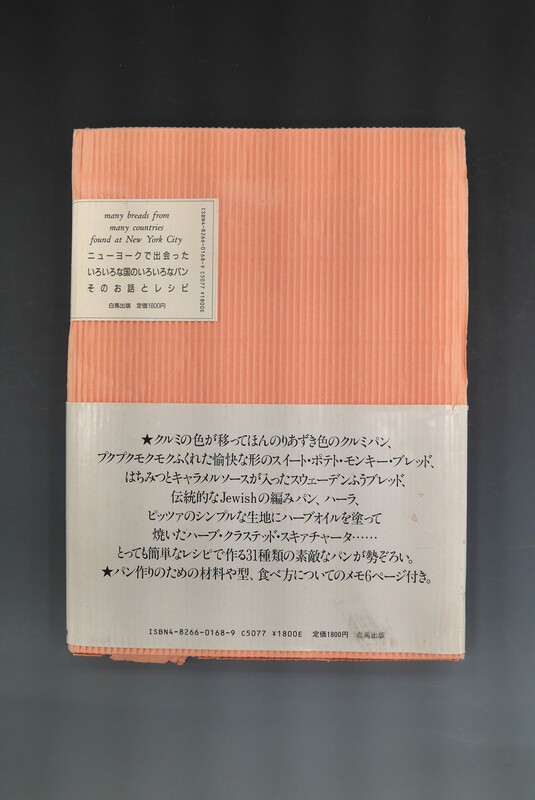 many breads from
many countries
found at New York City
ニューヨークで出会った
いろいろな国のいろいろなパン
そのお話とレシピ
白馬出版 定価1800円
ISBN4-8266-0168-9 C5077 ¥1800E
★クルミの色が移ってほんのりあずき色のクルミパン、
プクプクモクモクふくれた愉快な形のスイート・ポテト・モンキー・ブレッド、
はちみつとキャラメルソースが入ったスウェーデンふうブレッド、
伝統的なJewishの編みパン、ハーラ、
ピッツァのシンプルな生地にハーブオイルを塗って
焼いたハーブ・クラステッド・スキァチャータ……
とっても簡単なレシピで作る31種類の素敵なパンが勢ぞろい。
★パン作りのための材料や型、食べ方についてのメモ6ページ付き。
ISBN4-8266-0168-9 C5077 ¥1800E 定価1800円 白馬出版